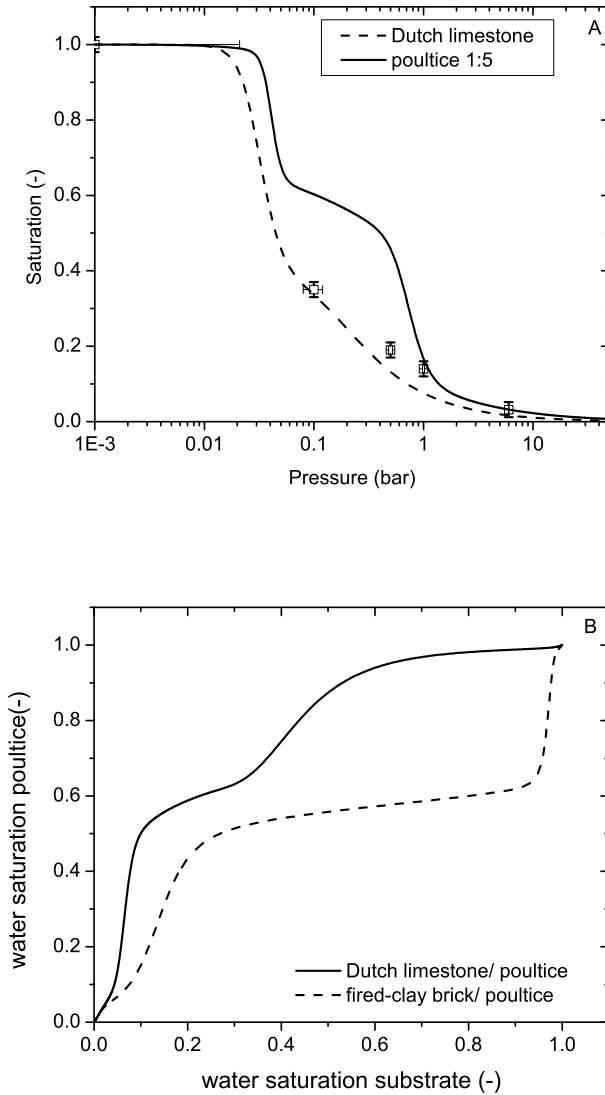 A
Dutch limestone
poultice 1:5
1.0
0.8
0.6
0.4
0.2
0.0
Saturation (-)
1E-3 0.01 0.1 1 10
Pressure (bar)
B
1.0
0.8
0.6
0.4
0.2
0.0
water saturation poultice(-)
Dutch limestone/ poultice
fired-clay brick/ poultice
0.0 0.2 0.4 0.6 0.8 1.0
water saturation substrate (-)